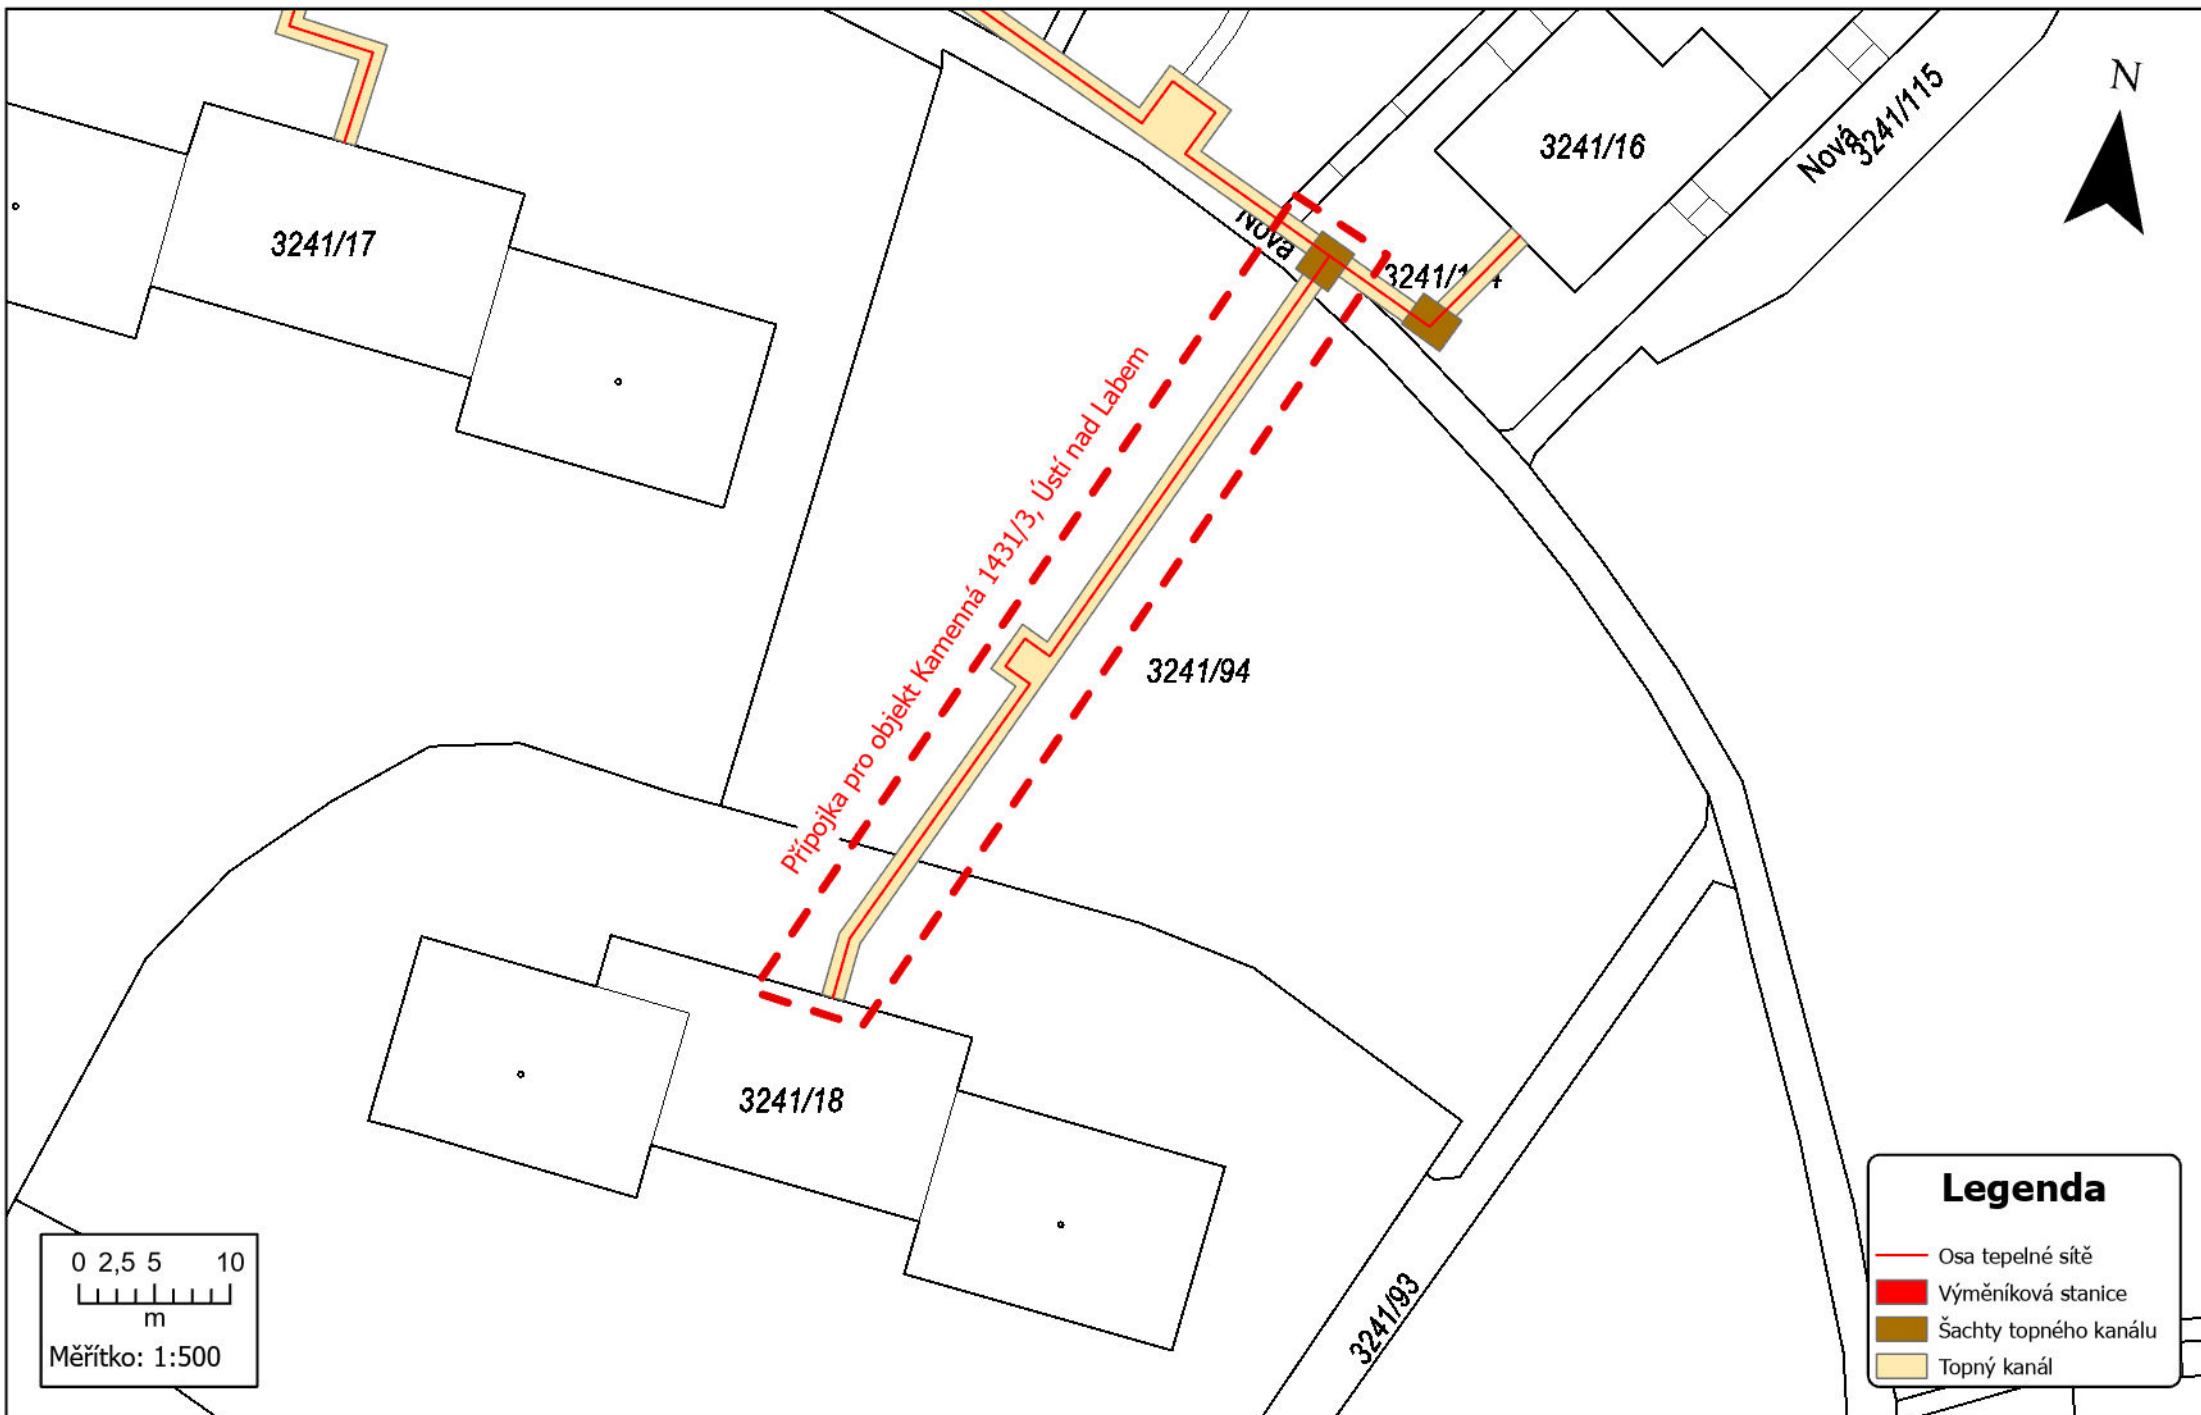 N
3241/16
Nová
3241/115
3241/17
Nová
Přípojka pro objekt Kamenná 1431/3, Ústí nad Labem
3241/94
3241/18
3241/93
0 2,5 5 10
m
Měřítko: 1:500
Legenda
Osa tepelné sítě
Výměníková stanice
Šachty topného kanálu
Topný kanál